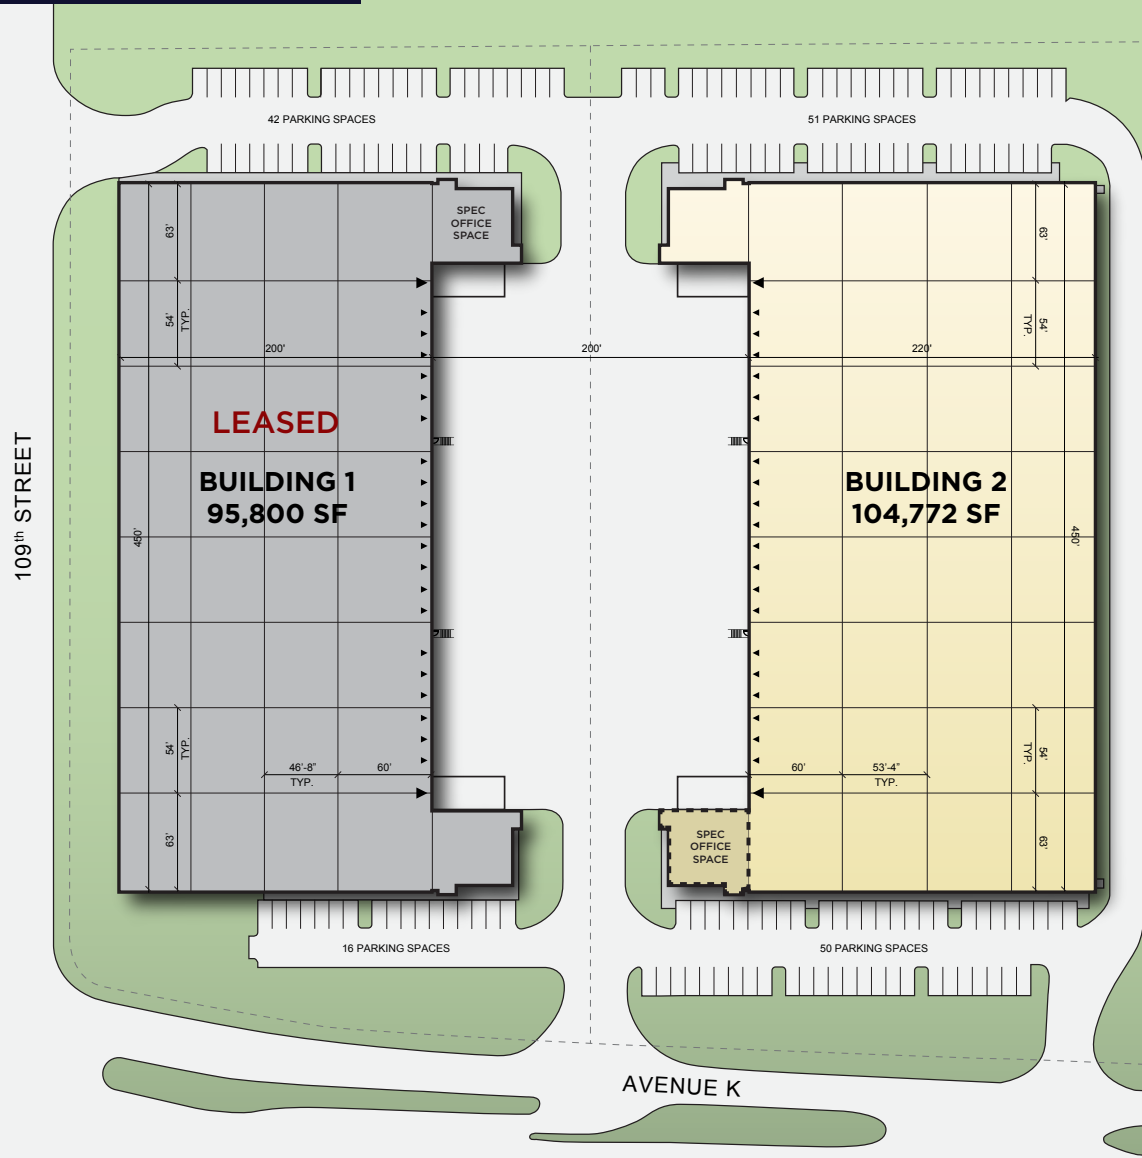 42 PARKING SPACES
51 PARKING SPACES
SPEC
OFFICE
SPACE
63'
63'
54'
TYP.
54'
TYP.
200'
200'
220'
LEASED
BUILDING 1
95,800 SF
BUILDING 2
104,772 SF
109th STREET
450'
450'
54'
TYP.
54'
TYP.
46'-8"
TYP.
60'
60'
53'-4"
TYP.
63'
63'
SPEC
OFFICE
SPACE
16 PARKING SPACES
50 PARKING SPACES
AVENUE K